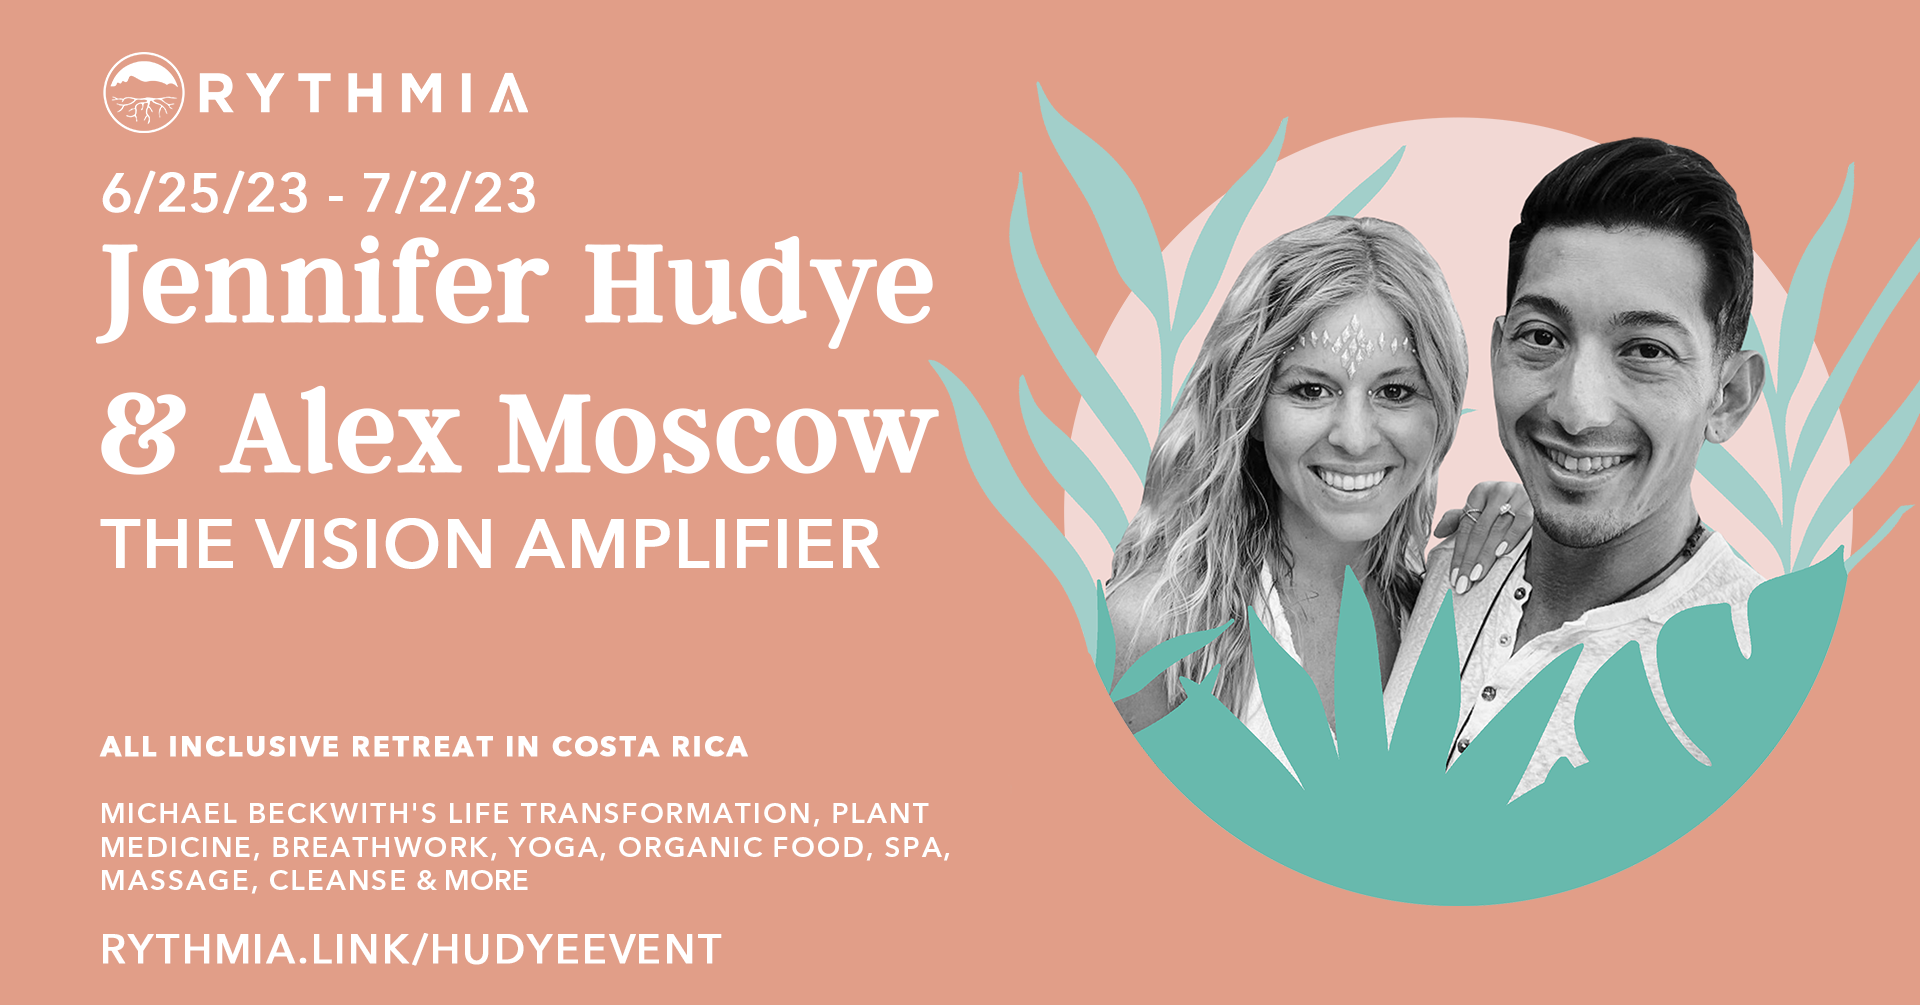 RYTHMIA
6/25/23 - 7/2/23
Jennifer Hudye
& Alex Moscow
THE VISION AMPLIFIER
ALL INCLUSIVE RETREAT IN COSTA RICA
MICHAEL BECKWITH'S LIFE TRANSFORMATION, PLANT
MEDICINE, BREATHWORK, YOGA, ORGANIC FOOD, SPA,
MASSAGE, CLEANSE & MORE
RYTHMIA.LINK/HUDYEEVENT